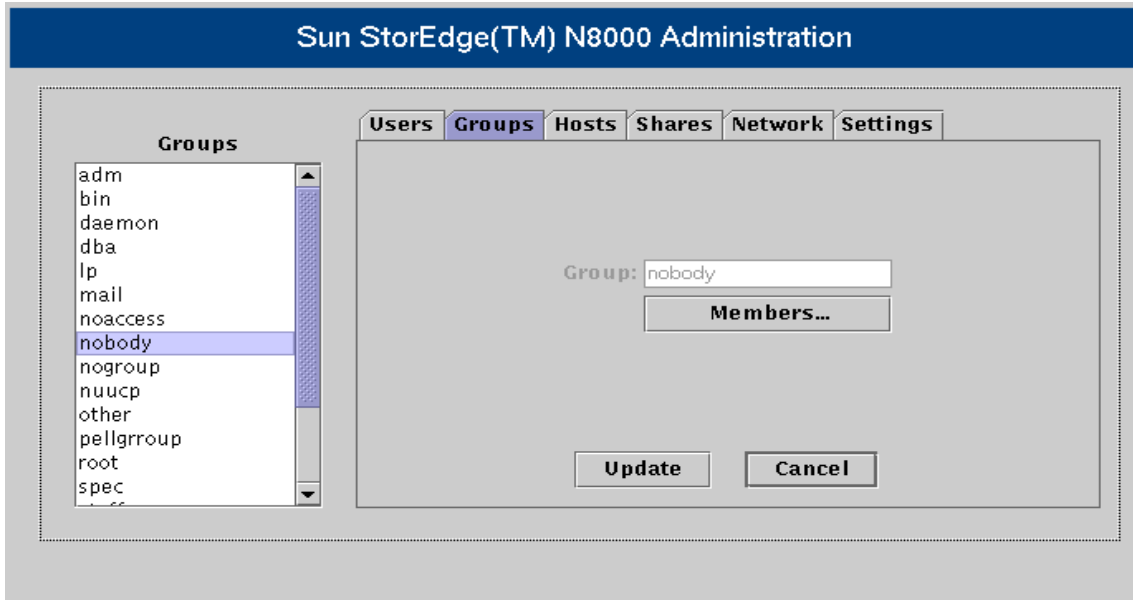 Sun StorEdge(TM) N8000 Administration
Groups
adm
bin
daemon
dba
lp
mail
noaccess
nobody
nogroup
nuucp
other
pellgrroup
root
spec
Users Groups Hosts Shares Network Settings
Group: nobody
Members...
Update Cancel